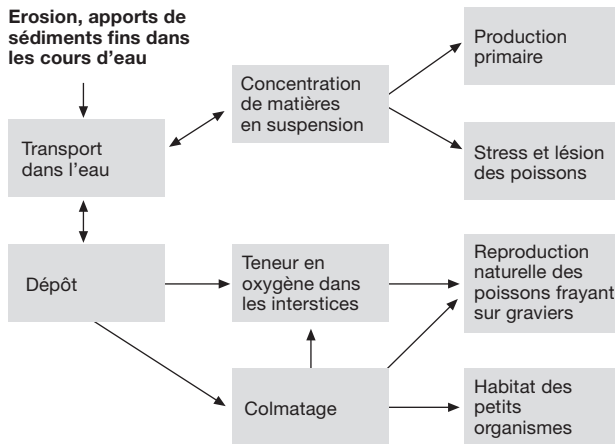 Erosion, apports de
sédiments fins dans
les cours d'eau
Production
primaire
Concentration
de matières
en suspension
Transport
dans l'eau
Stress et lésion
des poissons
Dépôt
Teneur en
oxygène dans
les interstices
Reproduction
naturelle des
poissons frayant
sur graviers
Colmatage
Habitat des
petits
organismes